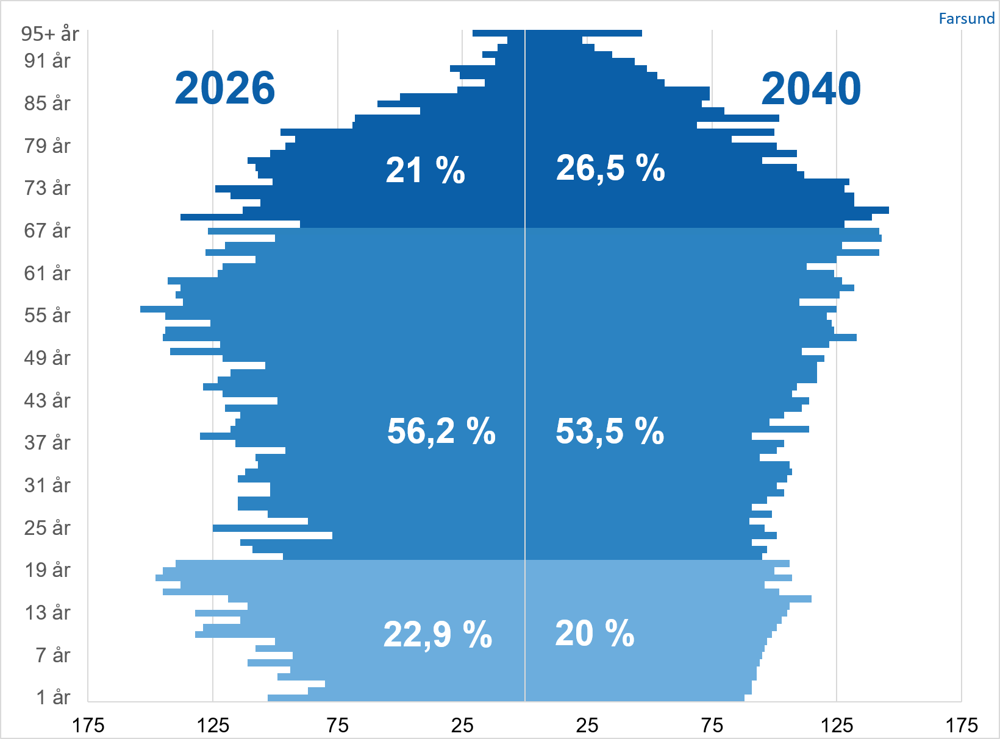 Farsund
95+ år
91 år
2026
2040
85 år
79 år
21 %
26,5 %
73 år
67 år
61 år
55 år
49 år
43 år
56,2 %
53,5 %
37 år
31 år
25 år
19 år
13 år
22,9 %
20 %
7 år
1 år
175 125 75 25 25 75 125 175